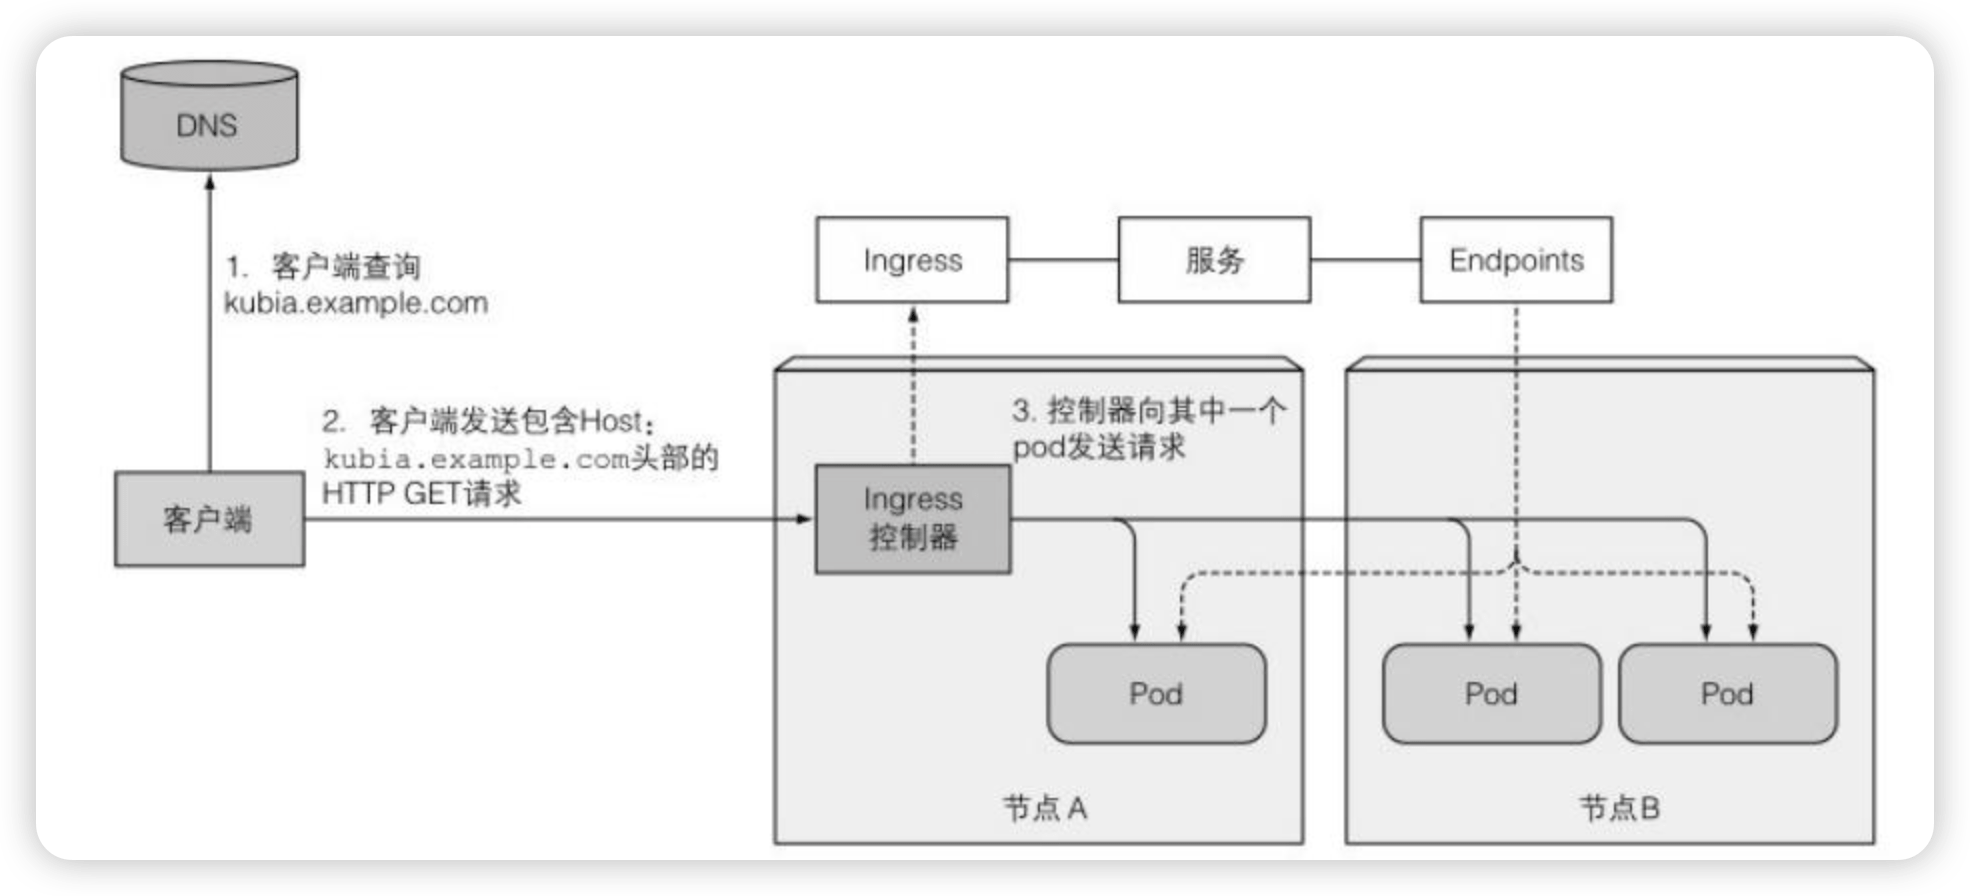 DNS
1. 客户端查询
kubia.example.com
Ingress
服务
Endpoints
2. 客户端发送包含Host：
kubia.example.com头部的
HTTP GET请求
3. 控制器向其中一个
pod发送请求
客户端
Ingress
控制器
Pod
Pod
Pod
节点 A
节点B